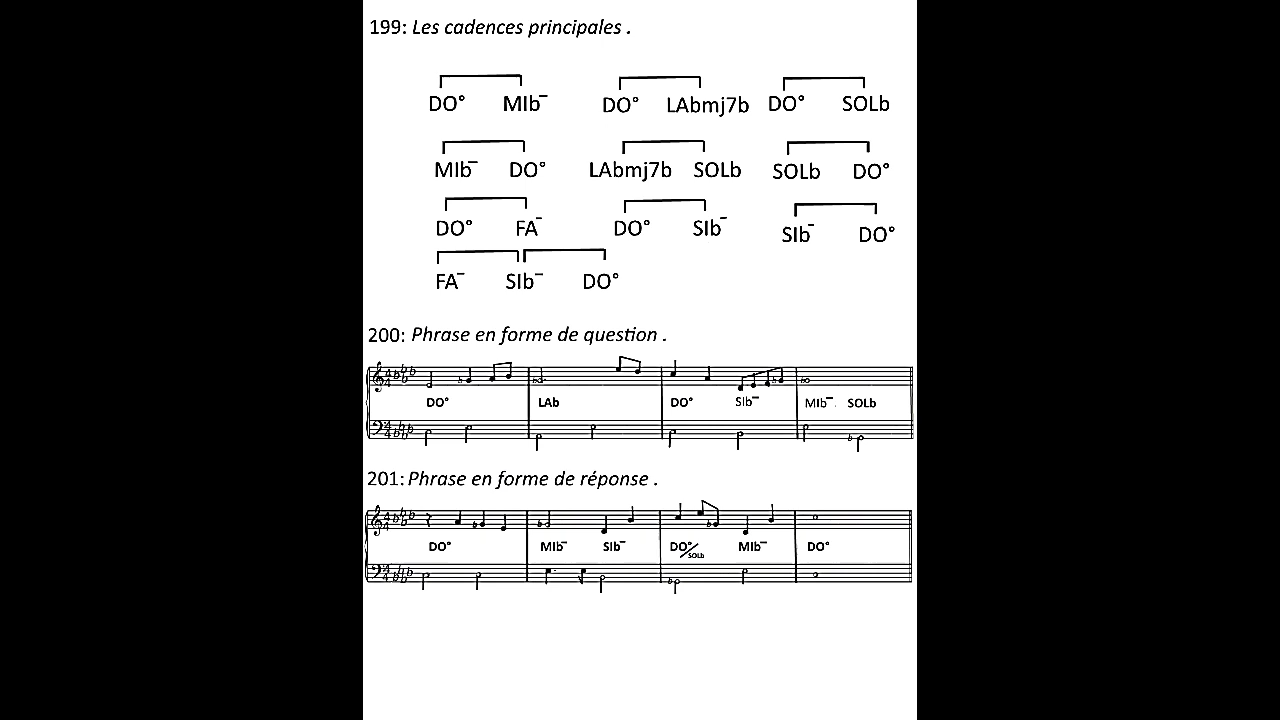 199: Les cadences principales .
DO° MIb‾ DO° LAbmj7b DO° SOLb
MIb‾ DO° LAbmj7b SOLb SOLb DO°
DO° FA‾ DO° SIb‾ SIb‾ DO°
FA‾ SIb‾ DO°
200: Phrase en forme de question .
DO° LAb DO° SIb‾ MIb‾ SOLb
201: Phrase en forme de réponse .
DO° MIb‾ SIb‾ DO°/SOLb MIb‾ DO°